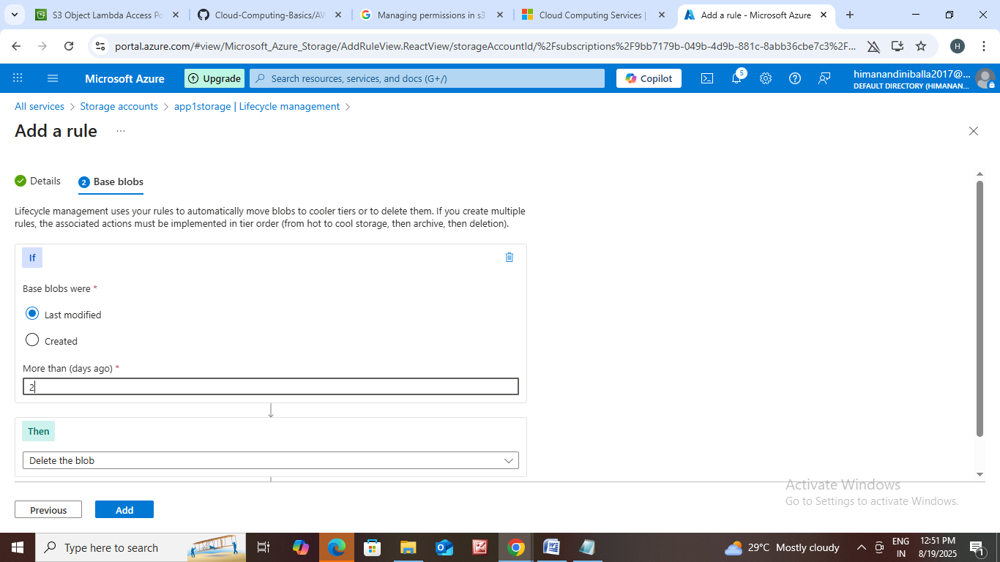 S3 Object Lambda Access Po
Cloud-Computing-Basics/AW
Managing permissions in s3
Cloud Computing Services |
Add a rule - Microsoft Azure
portal.azure.com/#view/Microsoft_Azure_Storage/AddRuleView.ReactView/storageAccountId/%2Fsubscriptions%2F9bb7179b-049b-4d9b-881c-8abb36cbe7c3%2F...
H
Microsoft Azure
Upgrade
Search resources, services, and docs (G+/)
Copilot
5
himanandiniballa2017@...
DEFAULT DIRECTORY (HIMANAN...
All services > Storage accounts > app1storage | Lifecycle management >
Add a rule ...
Details
2 Base blobs
Lifecycle management uses your rules to automatically move blobs to cooler tiers or to delete them. If you create multiple
rules, the associated actions must be implemented in tier order (from hot to cool storage, then archive, then deletion).
If
Base blobs were *
Last modified
Created
More than (days ago) *
2
Then
Delete the blob
Activate Windows
Go to Settings to activate Windows.
Previous
Add
Type here to search
29°C Mostly cloudy
ENG
IN
12:51 PM
8/19/2025
1